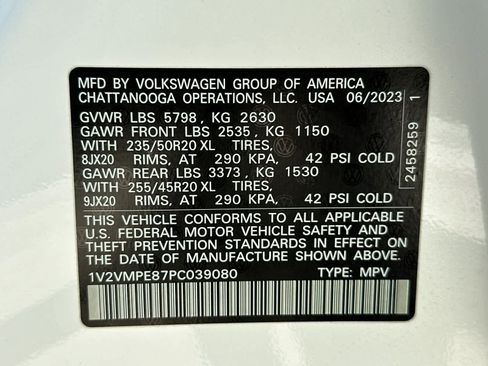 MFD BY VOLKSWAGEN GROUP OF AMERICA
CHATTANOOGA OPERATIONS, LLC. USA 06/2023
GVWR LBS 5798, KG 2630
GAWR FRONT LBS 2535, KG 1150
235/50R20 XL TIRES,
8JX20 RIMS, AT 290 KPA, 42 PSI COLD
GAWR REAR LBS 3373, KG 1530
255/45R20 XL TIRES,
9JX20 RIMS, AT 290 KPA, 42 PSI COLD
THIS VEHICLE CONFORMS TO ALL APPLICABLE
U.S. FEDERAL MOTOR VEHICLE SAFETY AND
THEFT PREVENTION STANDARDS IN EFFECT ON
THE DATE OF MANUFACTURE SHOWN ABOVE.
1V2VMPE87PC039080 TYPE: MPV
2458259 1